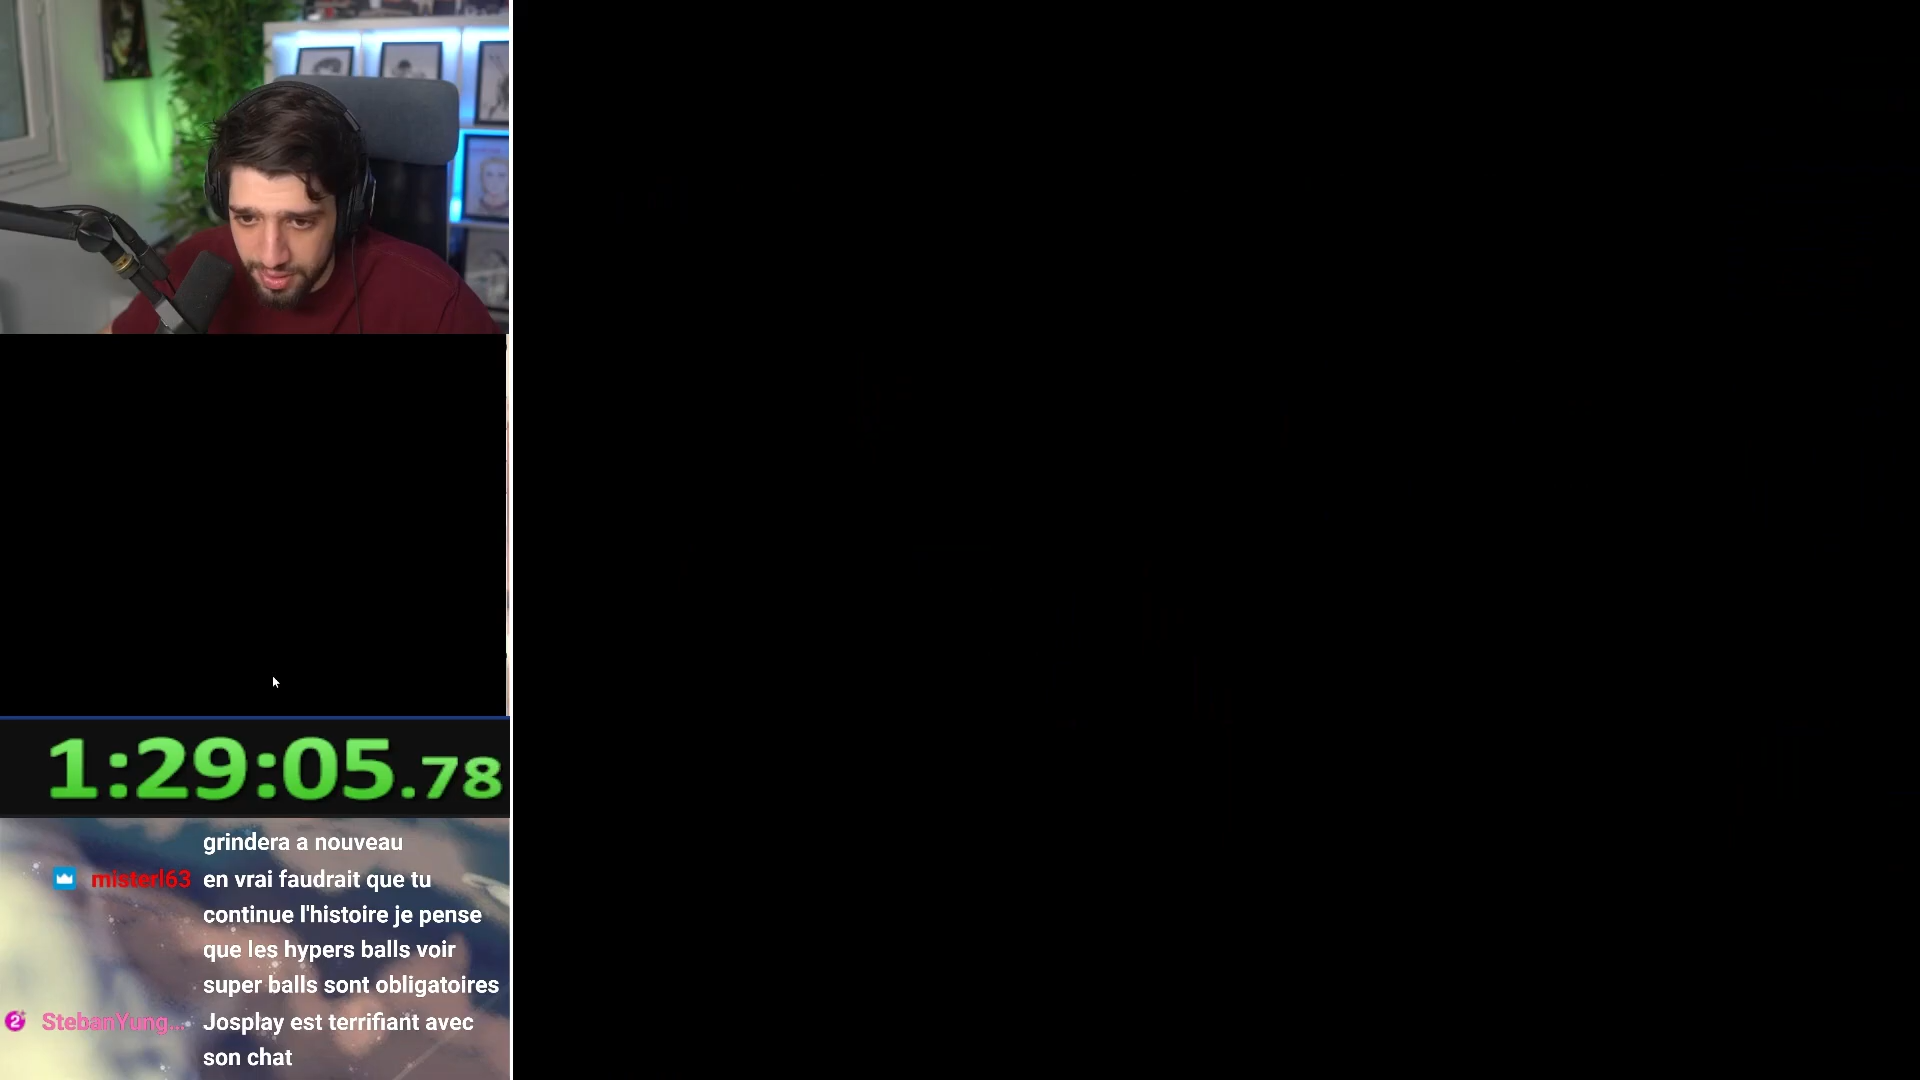 1:29:05.78
grindera a nouveau
misterl63 en vrai faudrait que tu
continue l'histoire je pense
que les hypers balls voir
super balls sont obligatoires
StebanYung... Josplay est terrifiant avec
son chat